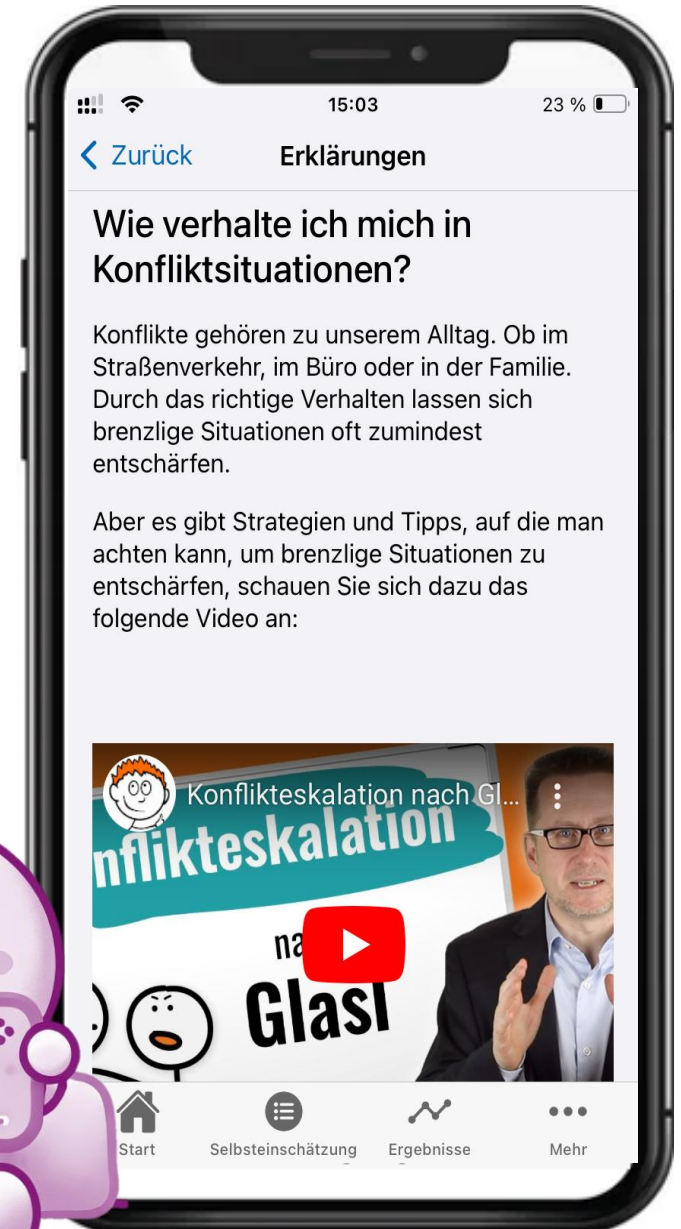 15:03
23 %
Zurück
Erklärungen
Wie verhalte ich mich in
Konfliktsituationen?
Konflikte gehören zu unserem Alltag. Ob im
Straßenverkehr, im Büro oder in der Familie.
Durch das richtige Verhalten lassen sich
brenzlige Situationen oft zumindest
entschärfen.
Aber es gibt Strategien und Tipps, auf die man
achten kann, um brenzlige Situationen zu
entschärfen, schauen Sie sich dazu das
folgende Video an:
Konflikteskalation nach Gl...
nflikteskalation
na
Glasl
Start
Selbsteinschätzung
Ergebnisse
Mehr